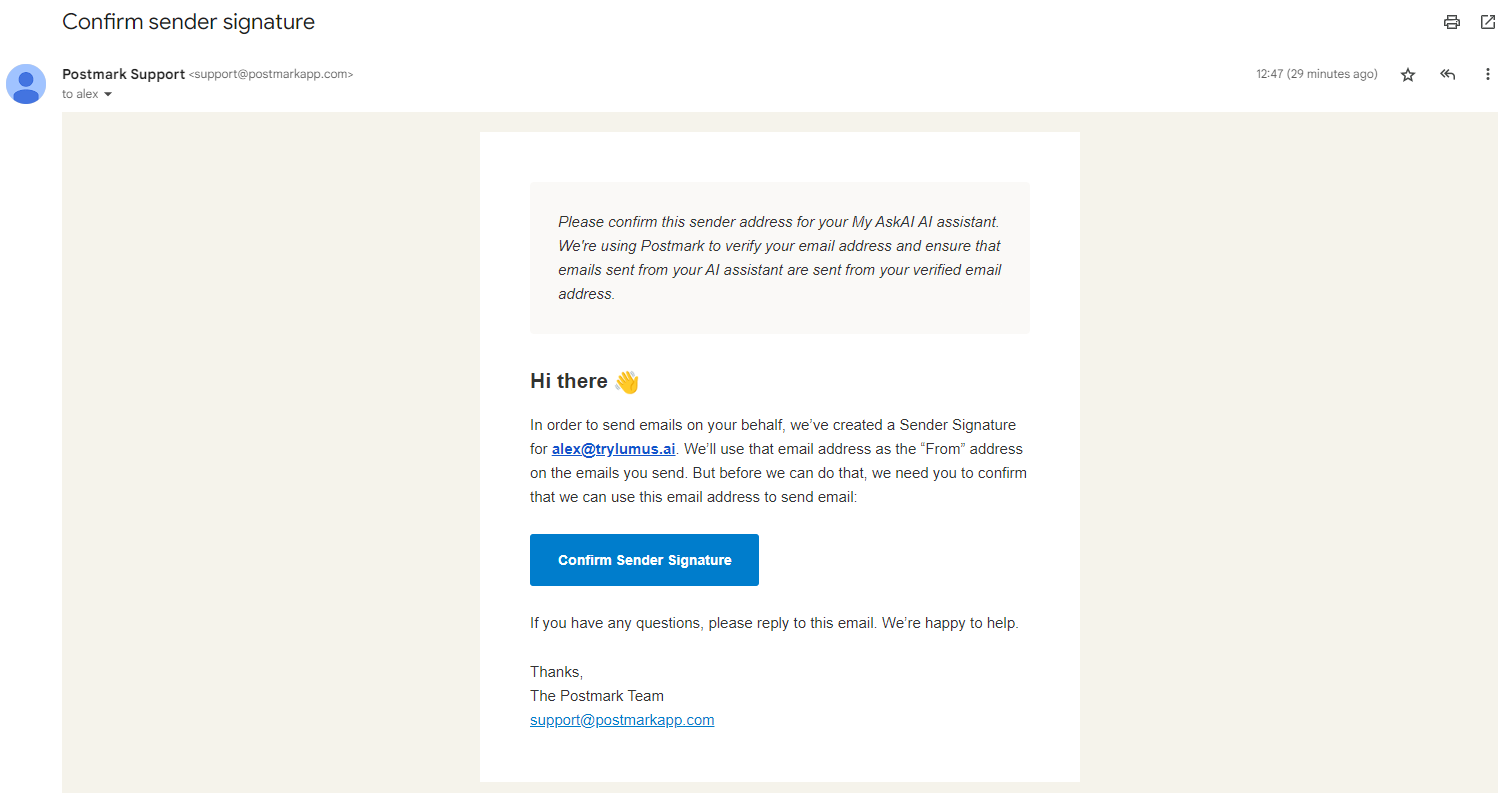 Confirm sender signature
Postmark Support <support@postmarkapp.com>
12:47 (29 minutes ago)
to alex
Please confirm this sender address for your My AskAI AI assistant.
We're using Postmark to verify your email address and ensure that
emails sent from your AI assistant are sent from your verified email
address.
Hi there 👋
In order to send emails on your behalf, we’ve created a Sender Signature
for alex@trylumus.ai. We’ll use that email address as the “From” address
on the emails you send. But before we can do that, we need you to confirm
that we can use this email address to send email:
Confirm Sender Signature
If you have any questions, please reply to this email. We’re happy to help.
Thanks,
The Postmark Team
support@postmarkapp.com